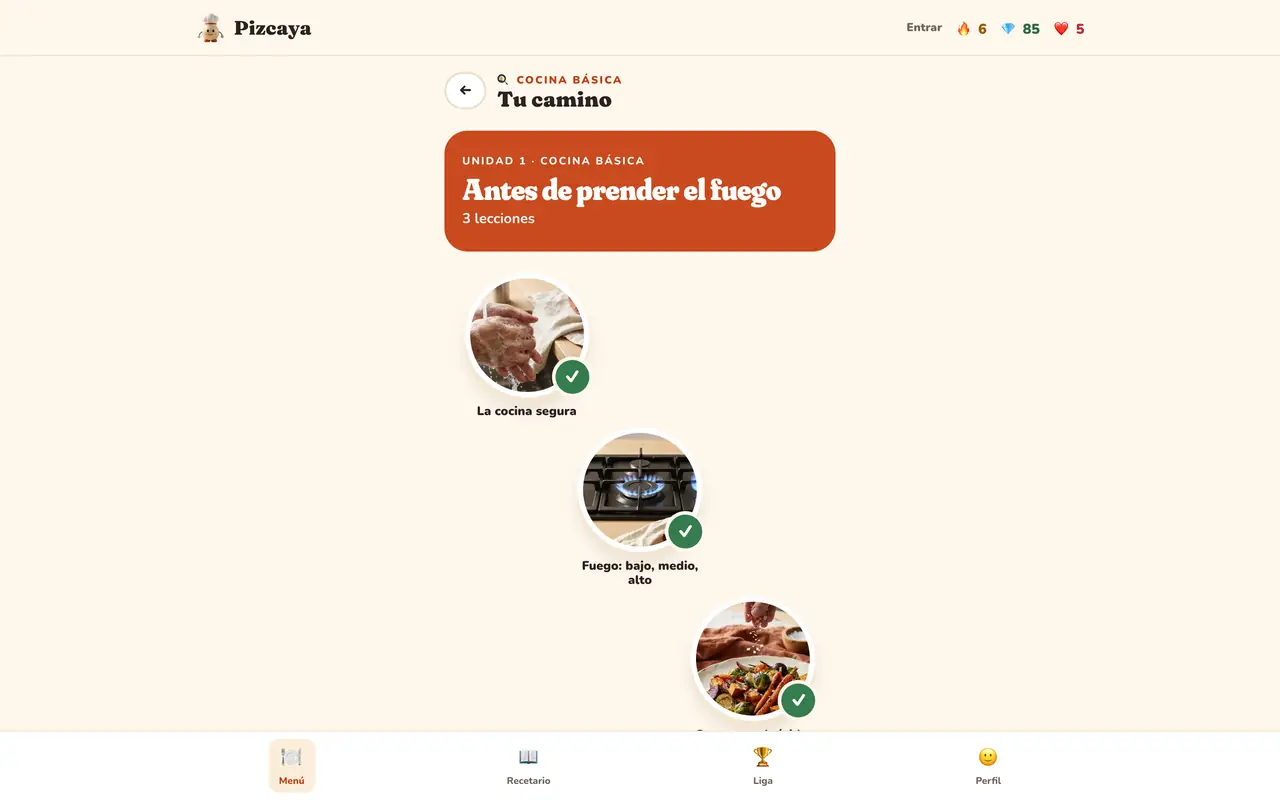 Pizcaya
Entrar
6
85
5
COCINA BÁSICA
Tu camino
UNIDAD 1 · COCINA BÁSICA
Antes de prender el fuego
3 lecciones
La cocina segura
Fuego: bajo, medio,
alto
Menú
Recetario
Liga
Perfil